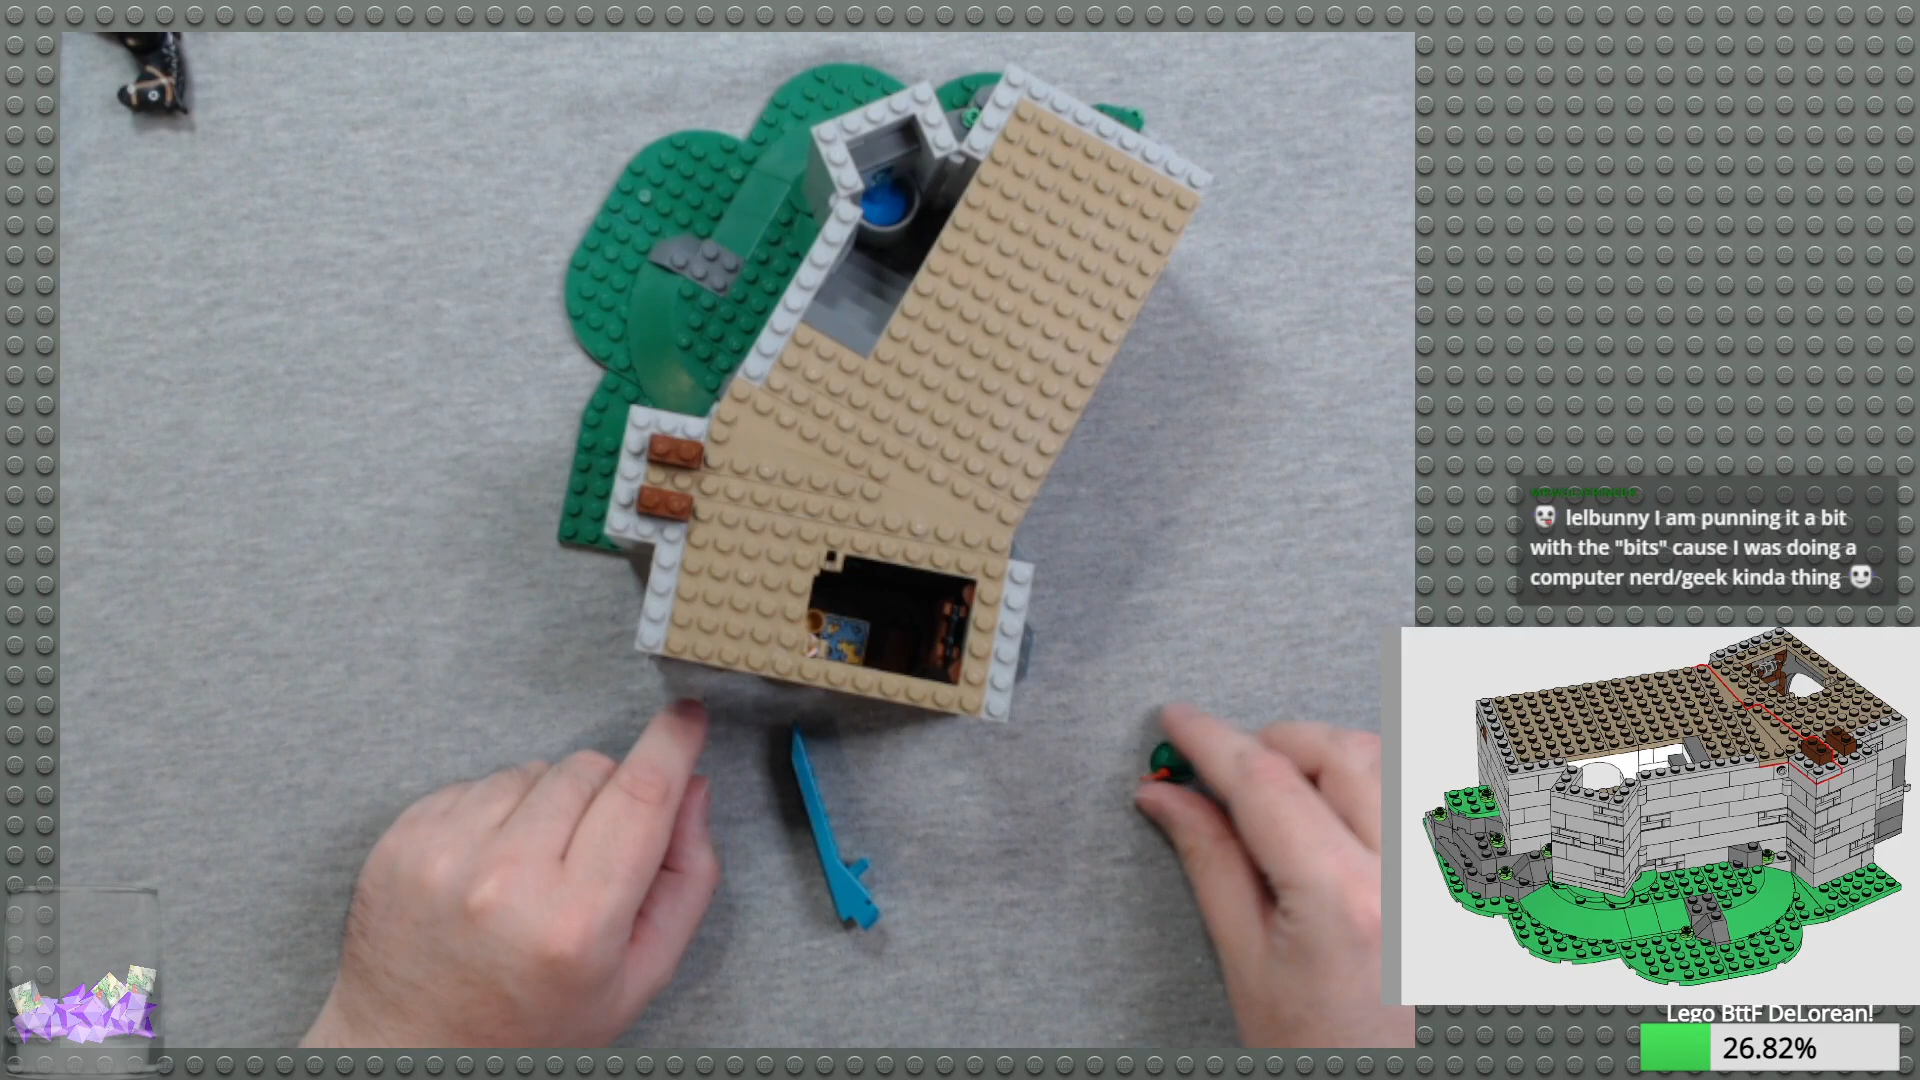 lelbunny I am punning it a bit
with the "bits" cause I was doing a
computer nerd/geek kinda thing
Lego BttF DeLorean!
26.82%